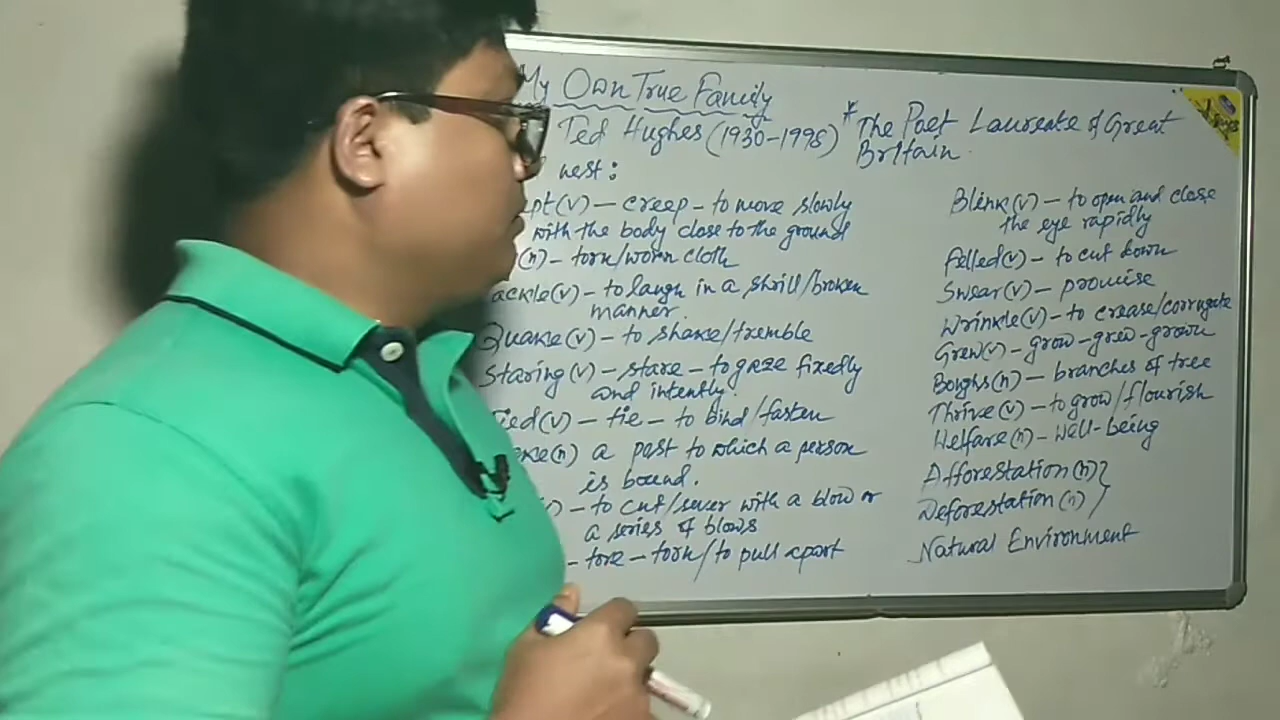 My Own True Family
Ted Hughes (1930-1998)
* The Poet Laureate of Great
Britain.
nest:
pt(v) – creep – to move slowly
with the body close to the ground
(n) – torn/worn cloth
ackle(v) – to laugh in a shrill/broken
manner.
Quake(v) – to shake/tremble
Staring(v) – stare – to gaze fixedly
and intently.
Tied(v) – tie – to bind/fasten
ke(n) a post to which a person
is bound.
) – to cut/sever with a blow or
a series of blows
– tore – torn/to pull apart
Blink(v) – to open and close
the eye rapidly
felled(v) – to cut down
Swear(v) – promise
Wrinkle(v) – to crease/corrugate
Grew(v) – grow – grew – grown
Boughs(n) – branches of tree
Thrive(v) – to grow/flourish
Welfare(n) – well-being
Afforestation(n)}
Deforestation(n)
Natural Environment